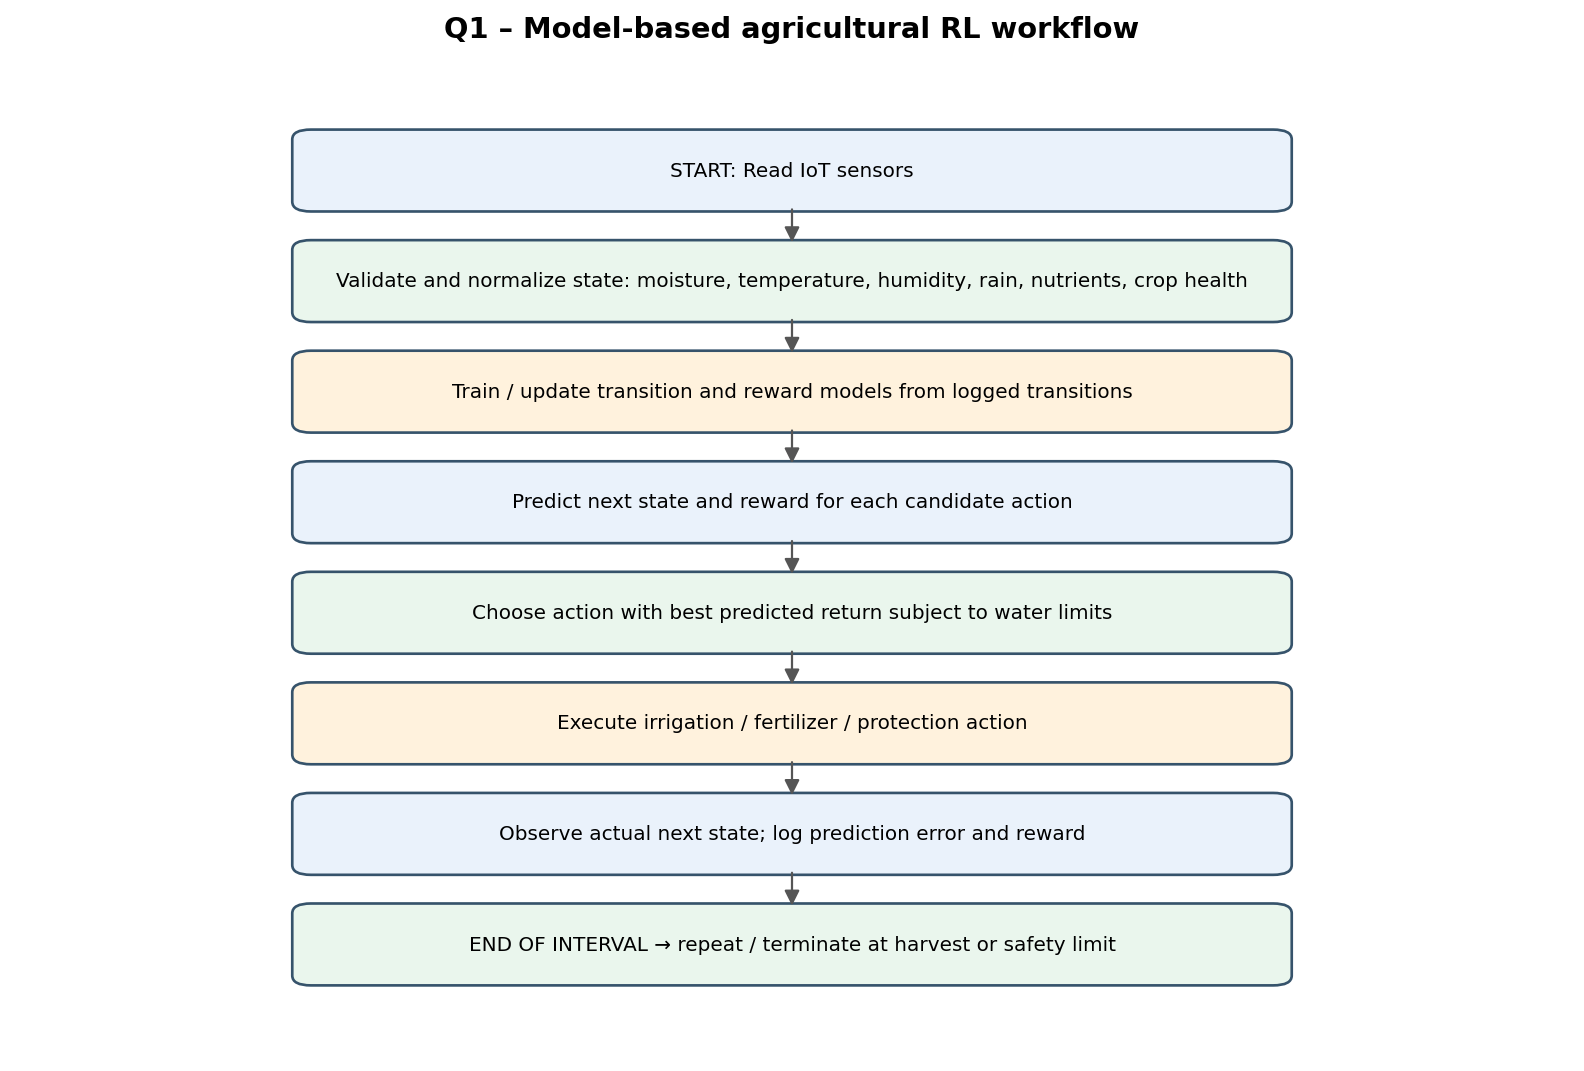 Q1 – Model-based agricultural RL workflow
START: Read IoT sensors
Validate and normalize state: moisture, temperature, humidity, rain, nutrients, crop health
Train / update transition and reward models from logged transitions
Predict next state and reward for each candidate action
Choose action with best predicted return subject to water limits
Execute irrigation / fertilizer / protection action
Observe actual next state; log prediction error and reward
END OF INTERVAL → repeat / terminate at harvest or safety limit